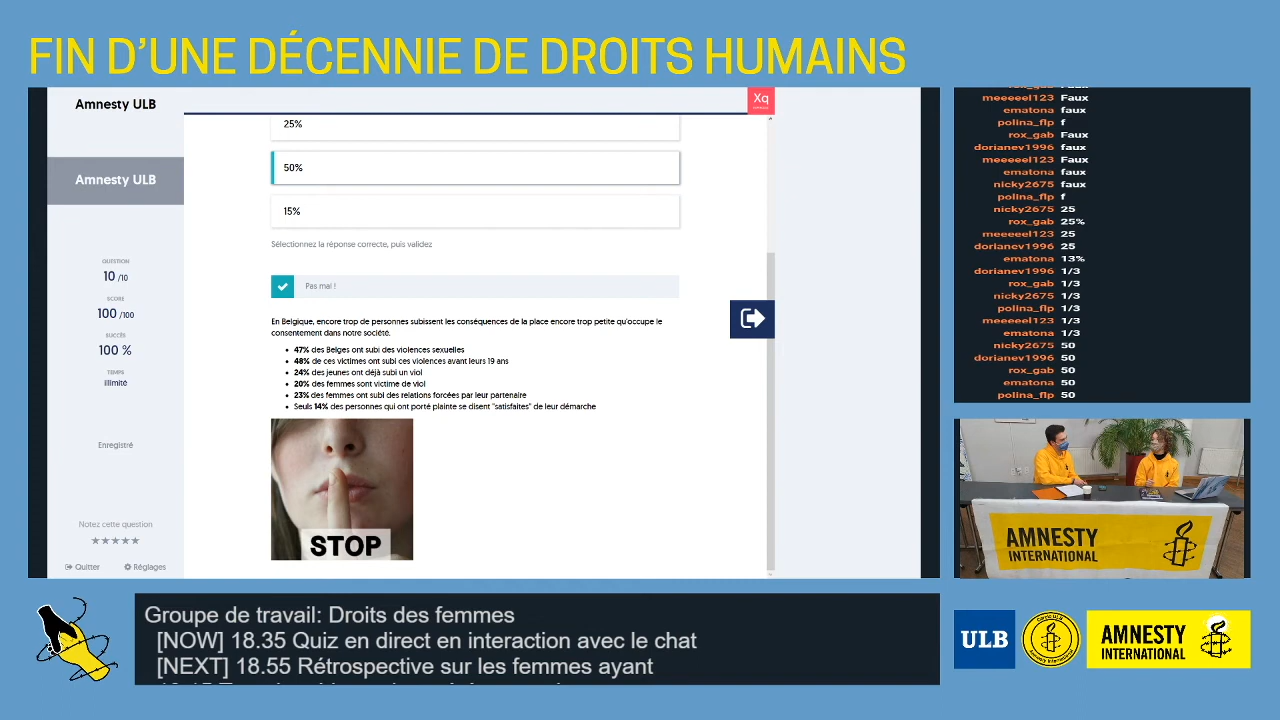 FIN D'UNE DÉCENNIE DE DROITS HUMAINS
Amnesty ULB
Xq
Amnesty ULB
QUESTION
10 /10
SCORE
100 /100
SUCCÈS
100 %
TEMPS
illimité
Enregistré
Notez cette question
★★★★★
Quitter
Réglages
25%
50%
15%
Sélectionnez la réponse correcte, puis validez
Pas mal !
En Belgique, encore trop de personnes subissent les conséquences de la place encore trop petite qu'occupe le
consentement dans notre société.
• 47% des Belges ont subi des violences sexuelles
• 48% de ces victimes ont subi ces violences avant leurs 19 ans
• 24% des jeunes ont déjà subi un viol
• 20% des femmes sont victime de viol
• 23% des femmes ont subi des relations forcées par leur partenaire
• Seuls 14% des personnes qui ont porté plainte se disent "satisfaites" de leur démarche
STOP
rox_gab Faux
meeeeel123 Faux
ematona faux
polina_flp f
rox_gab Faux
dorianev1996 faux
meeeeel123 Faux
ematona faux
nicky2675 faux
polina_flp f
nicky2675 25
rox_gab 25%
meeeeel123 25
dorianev1996 25
ematona 13%
dorianev1996 1/3
rox_gab 1/3
nicky2675 1/3
polina_flp 1/3
meeeeel123 1/3
ematona 1/3
nicky2675 50
dorianev1996 50
rox_gab 50
ematona 50
polina_flp 50
AMNESTY
INTERNATIONAL
Groupe de travail: Droits des femmes
[NOW] 18.35 Quiz en direct en interaction avec le chat
[NEXT] 18.55 Rétrospective sur les femmes ayant
ULB
Amnesty International
AMNESTY
INTERNATIONAL